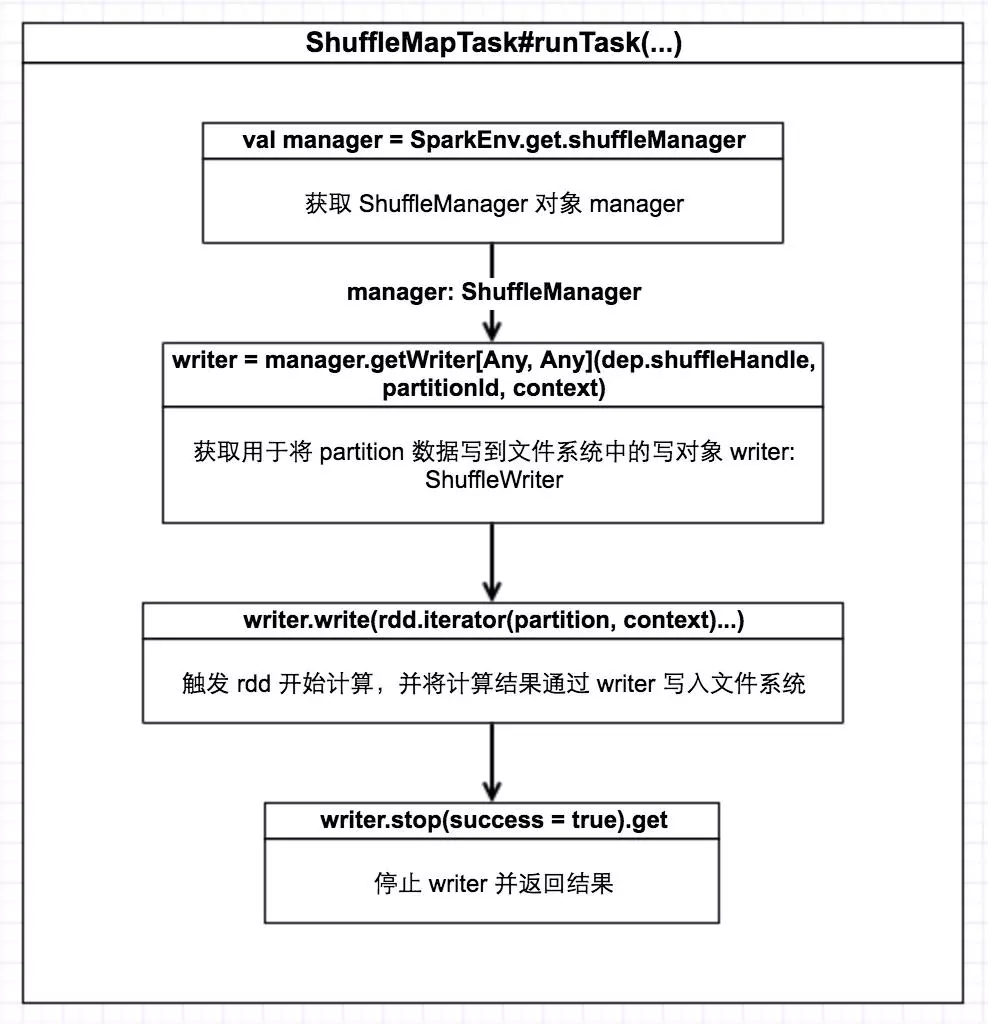 ShuffleMapTask#runTask(...)
val manager = SparkEnv.get.shuffleManager
获取 ShuffleManager 对象 manager
manager: ShuffleManager
writer = manager.getWriter[Any, Any](dep.shuffleHandle,
partitionId, context)
获取用于将 partition 数据写到文件系统中的写对象 writer:
ShuffleWriter
writer.write(rdd.iterator(partition, context)...)
触发 rdd 开始计算，并将计算结果通过 writer 写入文件系统
writer.stop(success = true).get
停止 writer 并返回结果